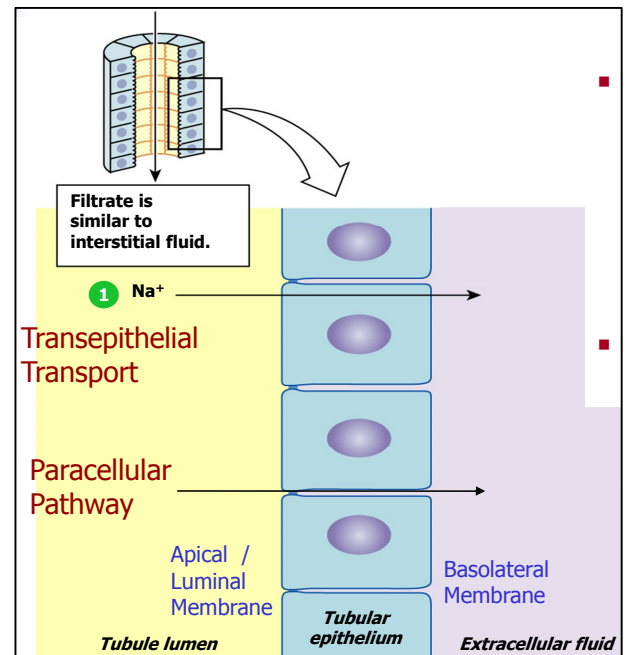 Filtrate is
similar to
interstitial fluid.
1 Na⁺
Transepithelial
Transport
Paracellular
Pathway
Apical /
Luminal
Membrane
Basolateral
Membrane
Tubule lumen
Tubular
epithelium
Extracellular fluid